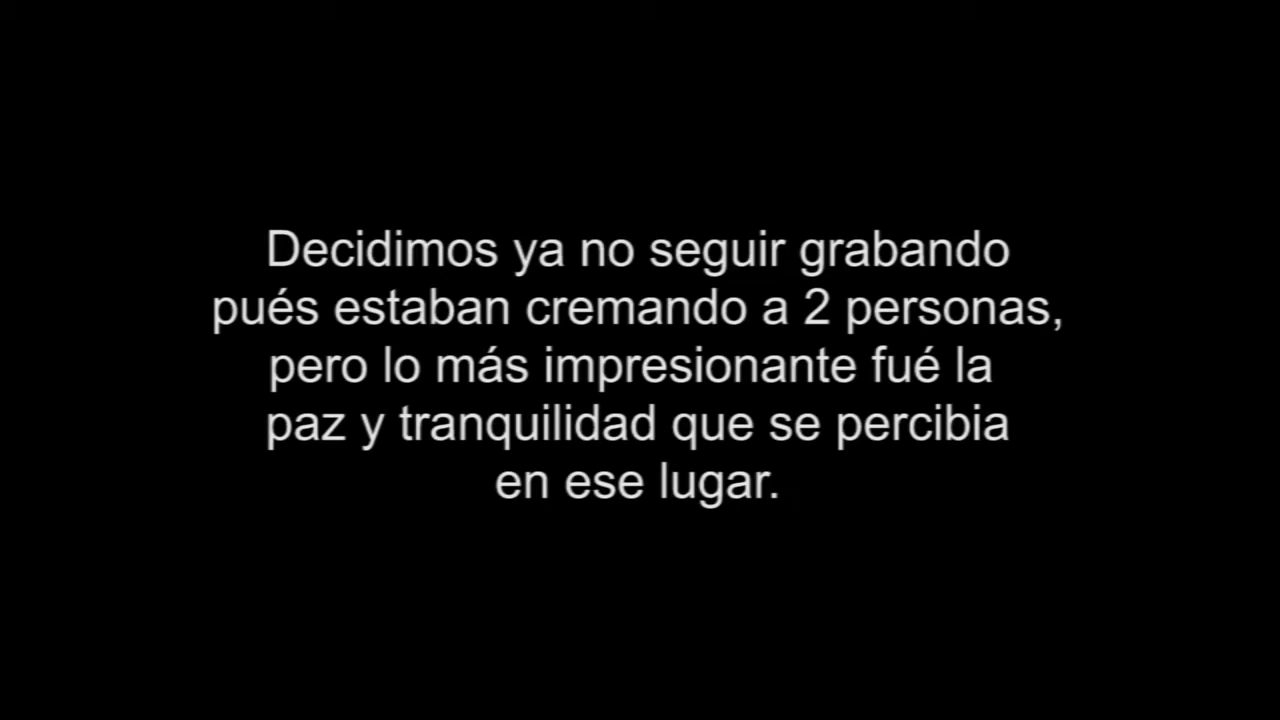 Decidimos ya no seguir grabando
pués estaban cremando a 2 personas,
pero lo más impresionante fué la
paz y tranquilidad que se percibia
en ese lugar.